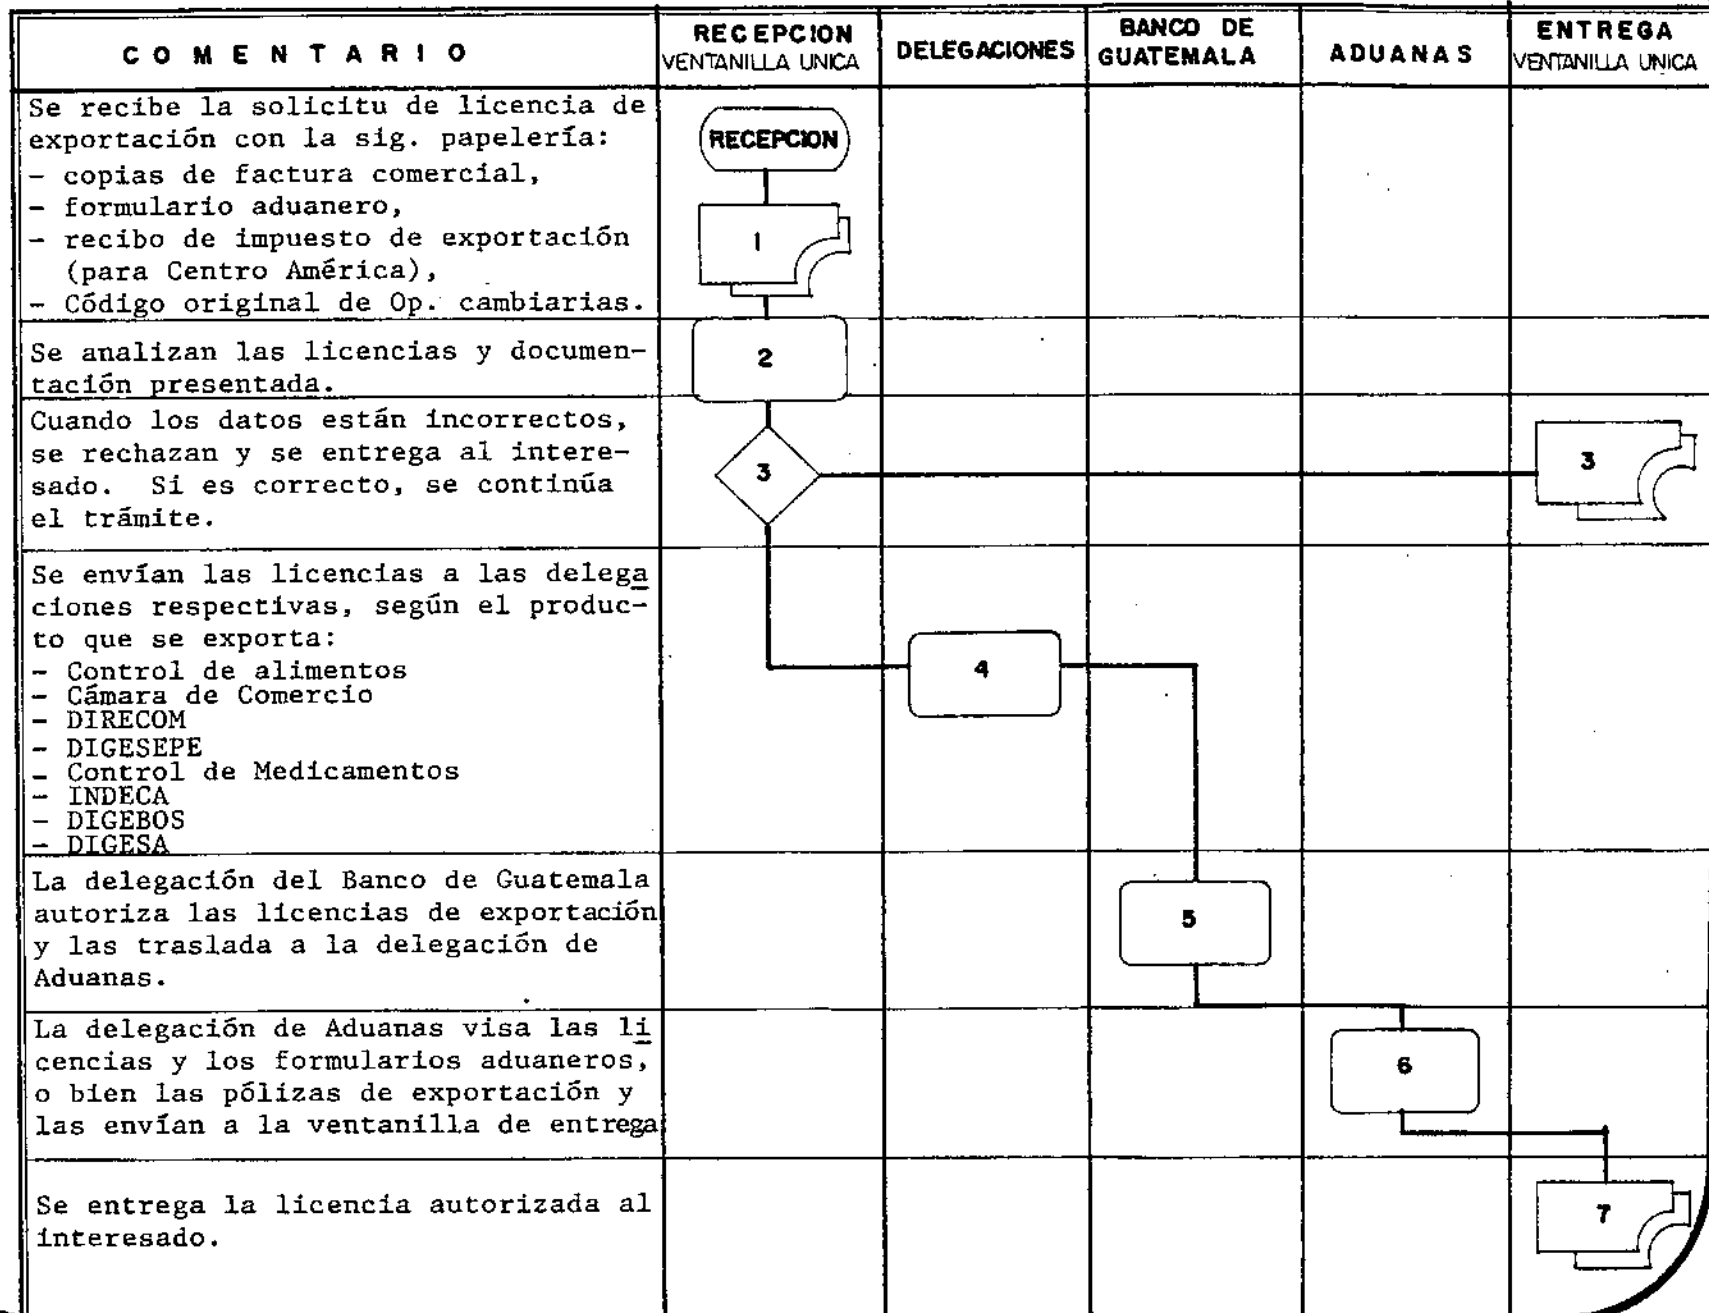 COMENTARIO
RECEPCION
VENTANILLA UNICA
DELEGACIONES
BANCO DE
GUATEMALA
ADUANAS
ENTREGA
VENTANILLA UNICA
Se recibe la solicitu de licencia de
exportación con la sig. papelería:
- copias de factura comercial,
- formulario aduanero,
- recibo de impuesto de exportación
(para Centro América),
- Código original de Op. cambiarias.
RECEPCION
1
Se analizan las licencias y documen-
tación presentada.
2
Cuando los datos están incorrectos,
se rechazan y se entrega al intere-
sado. Si es correcto, se continúa
el trámite.
3
3
Se envían las licencias a las delega
ciones respectivas, según el produc-
to que se exporta:
- Control de alimentos
- Cámara de Comercio
- DIRECOM
- DIGESEPE
- Control de Medicamentos
- INDECA
- DIGEBOS
- DIGESA
4
La delegación del Banco de Guatemala
autoriza las licencias de exportación
y las traslada a la delegación de
Aduanas.
5
La delegación de Aduanas visa las li
cencias y los formularios aduaneros,
o bien las pólizas de exportación y
las envían a la ventanilla de entrega
6
Se entrega la licencia autorizada al
interesado.
7